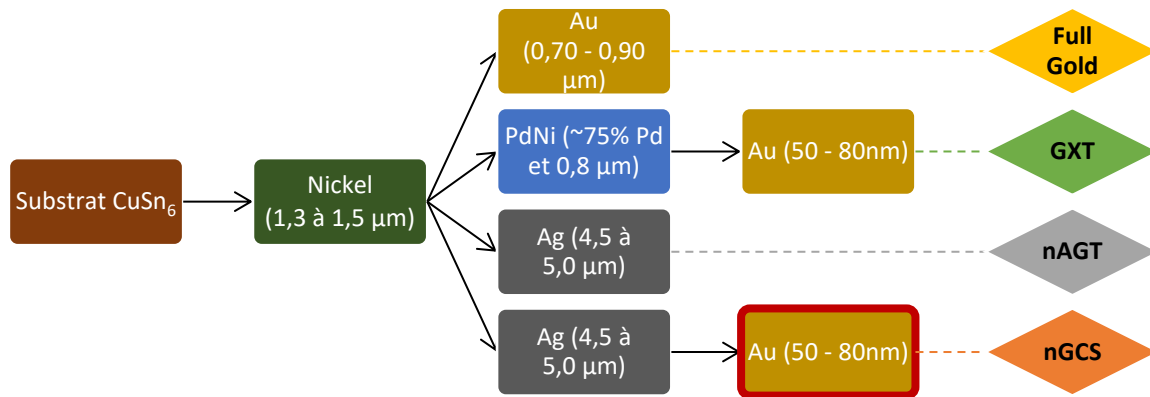 Substrat CuSn₆
Nickel
(1,3 à 1,5 µm)
Au
(0,70 - 0,90
µm)
Full
Gold
PdNi (~75% Pd
et 0,8 µm)
Au (50 - 80nm)
GXT
Ag (4,5 à
5,0 µm)
nAGT
Ag (4,5 à
5,0 µm)
Au (50 - 80nm)
nGCS